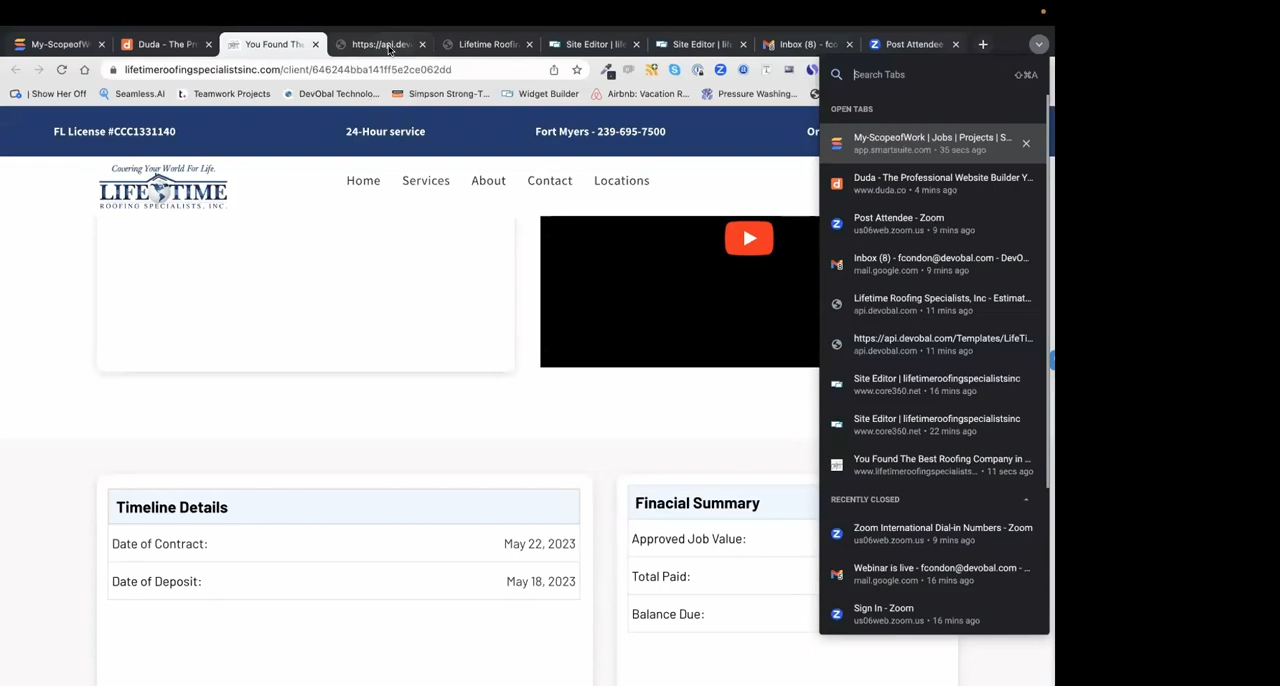 My-ScopeofW
Duda - The Pr
You Found The
https://api.dev
Lifetime Roofin
Site Editor | life
Site Editor | life
Inbox (8) - fco
Post Attendee
lifetimeroofingspecialistsinc.com/client/646244bba141ff5e2ce062dd
Search Tabs
⇧⌘A
| Show Her Off
Seamless.AI
Teamwork Projects
DevObal Technolo...
Simpson Strong-T...
Widget Builder
Airbnb: Vacation R...
Pressure Washing...
OPEN TABS
My-ScopeofWork | Jobs | Projects | S...
app.smartsuite.com • 35 secs ago
Duda - The Professional Website Builder Y...
www.duda.co • 4 mins ago
Post Attendee - Zoom
us06web.zoom.us • 9 mins ago
Inbox (8) - fcondon@devobal.com - DevO...
mail.google.com • 9 mins ago
Lifetime Roofing Specialists, Inc - Estimat...
api.devobal.com • 11 mins ago
https://api.devobal.com/Templates/LifeTi...
api.devobal.com • 11 mins ago
Site Editor | lifetimeroofingspecialistsinc
www.core360.net • 16 mins ago
Site Editor | lifetimeroofingspecialistsinc
www.core360.net • 22 mins ago
You Found The Best Roofing Company in ...
www.lifetimeroofingspecialists... • 11 secs ago
RECENTLY CLOSED
Zoom International Dial-in Numbers - Zoom
us06web.zoom.us • 9 mins ago
Webinar is live - fcondon@devobal.com - ...
mail.google.com • 16 mins ago
Sign In - Zoom
us06web.zoom.us • 16 mins ago
FL License #CCC1331140
24-Hour service
Fort Myers - 239-695-7500
Or
Covering Your World For Life.
LIFETIME
ROOFING SPECIALISTS, INC.
Home
Services
About
Contact
Locations
Timeline Details
Date of Contract:
May 22, 2023
Date of Deposit:
May 18, 2023
Finacial Summary
Approved Job Value:
Total Paid:
Balance Due: